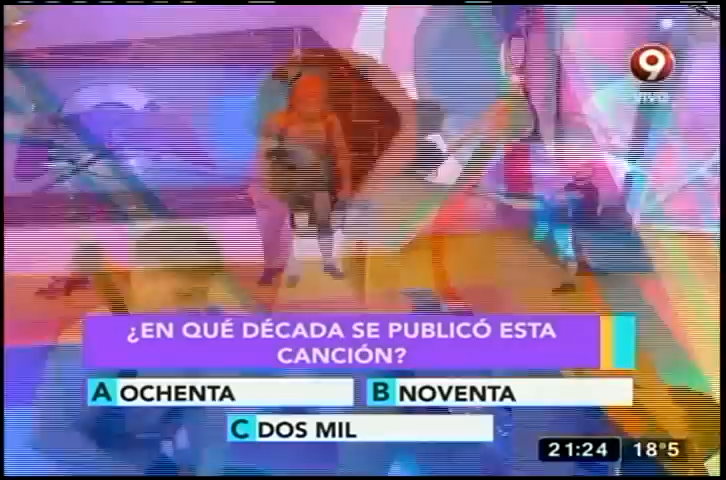 9
VIVO
¿EN QUÉ DÉCADA SE PUBLICÓ ESTA
CANCIÓN?
A OCHENTA
B NOVENTA
C DOS MIL
21:24 18°5